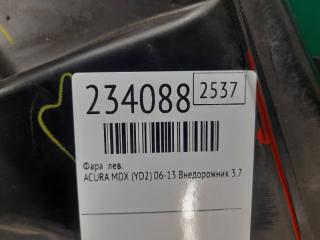 234088 2537
Фара лев.
ACURA MDX (YD2) 06-13 Внедорожник 3.7